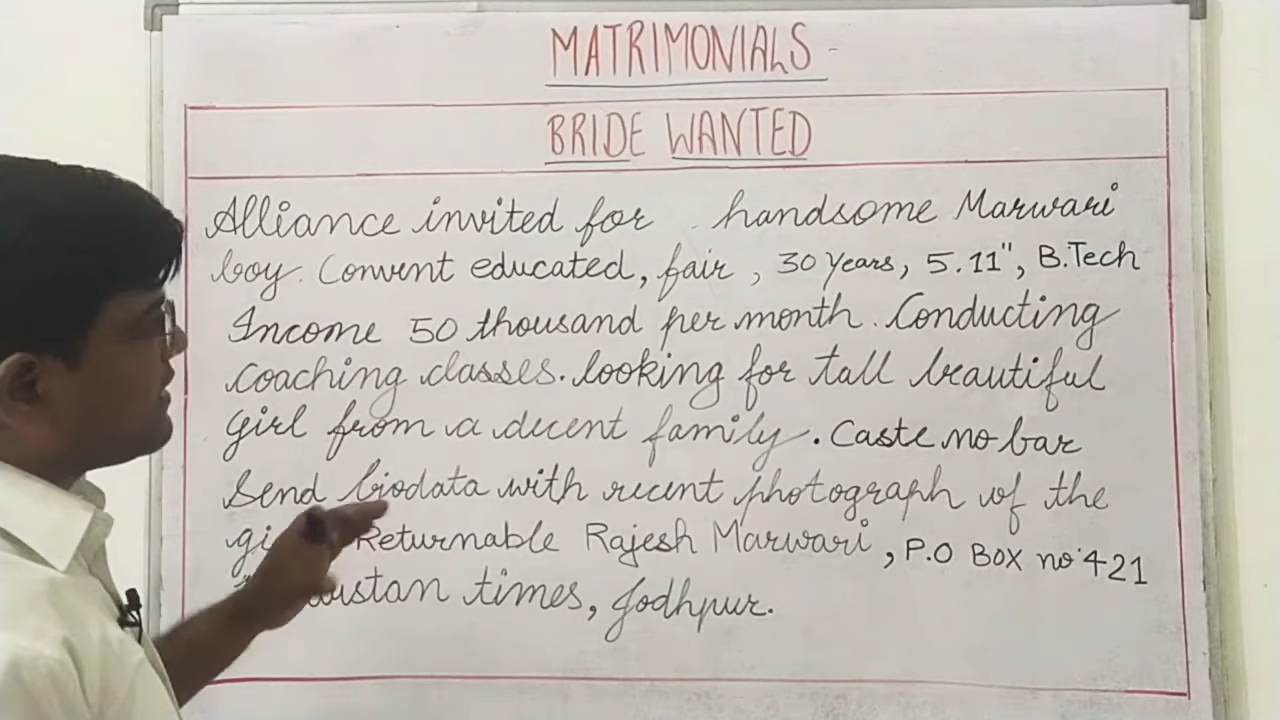 MATRIMONIALS -
BRIDE WANTED
Alliance invited for handsome Marwari
boy. Convent educated, fair, 30 years, 5.11", B.Tech
Income 50 thousand per month. Conducting
coaching classes. looking for tall beautiful
girl from a decent family. Caste no bar
Send biodata with recent photograph of the
Returnable Rajesh Marwari, P.O Box no 421
times, Jodhpur.